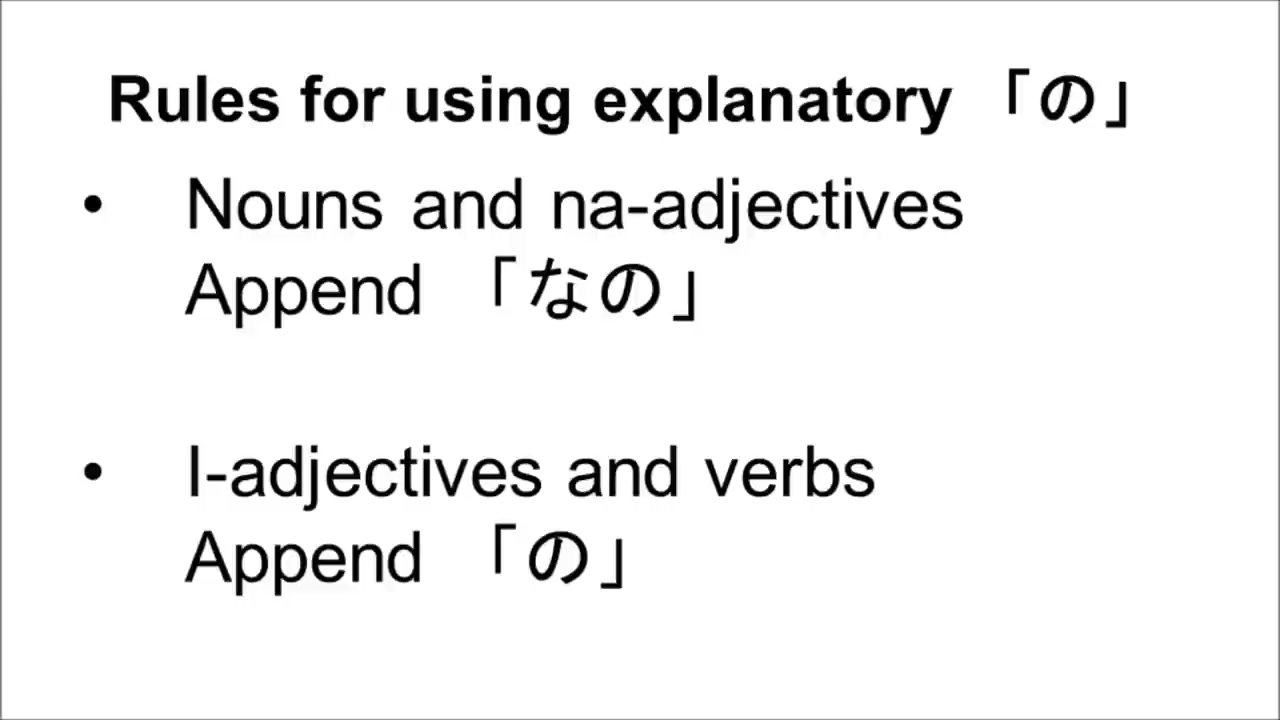 Rules for using explanatory 「の」
• Nouns and na-adjectives
Append 「なの」
• I-adjectives and verbs
Append 「の」